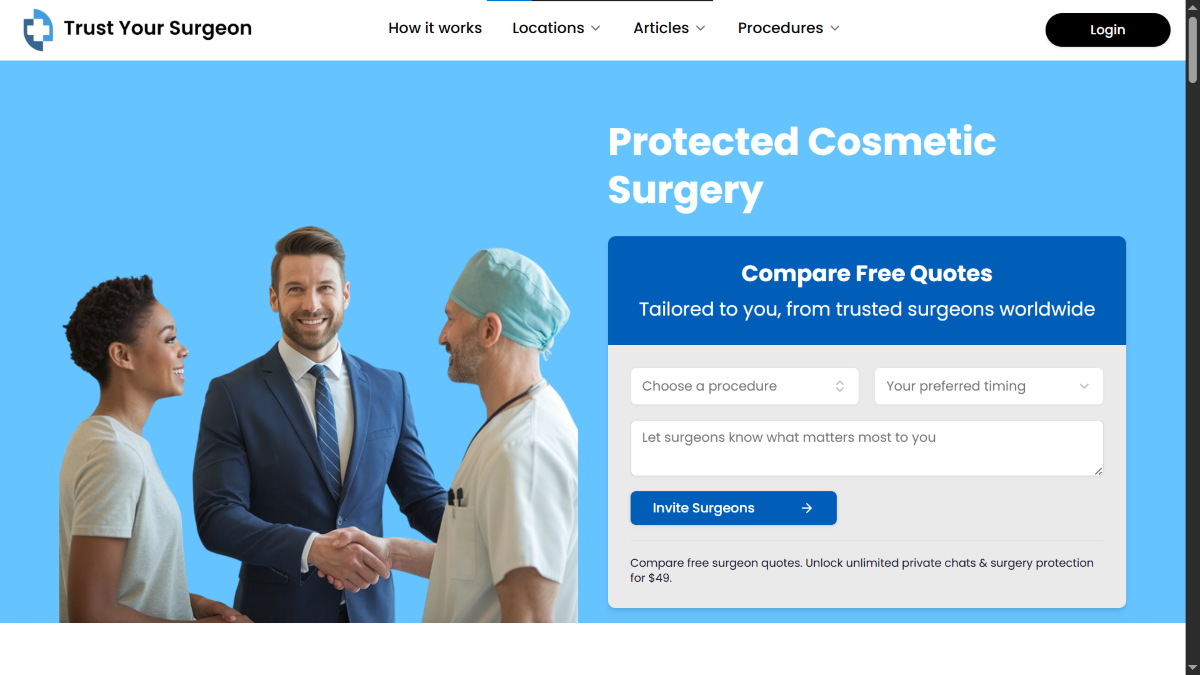 Trust Your Surgeon
How it works
Locations
Articles
Procedures
Login
Protected Cosmetic
Surgery
Compare Free Quotes
Tailored to you, from trusted surgeons worldwide
Choose a procedure
Your preferred timing
Let surgeons know what matters most to you
Invite Surgeons
Compare free surgeon quotes. Unlock unlimited private chats & surgery protection
for $49.